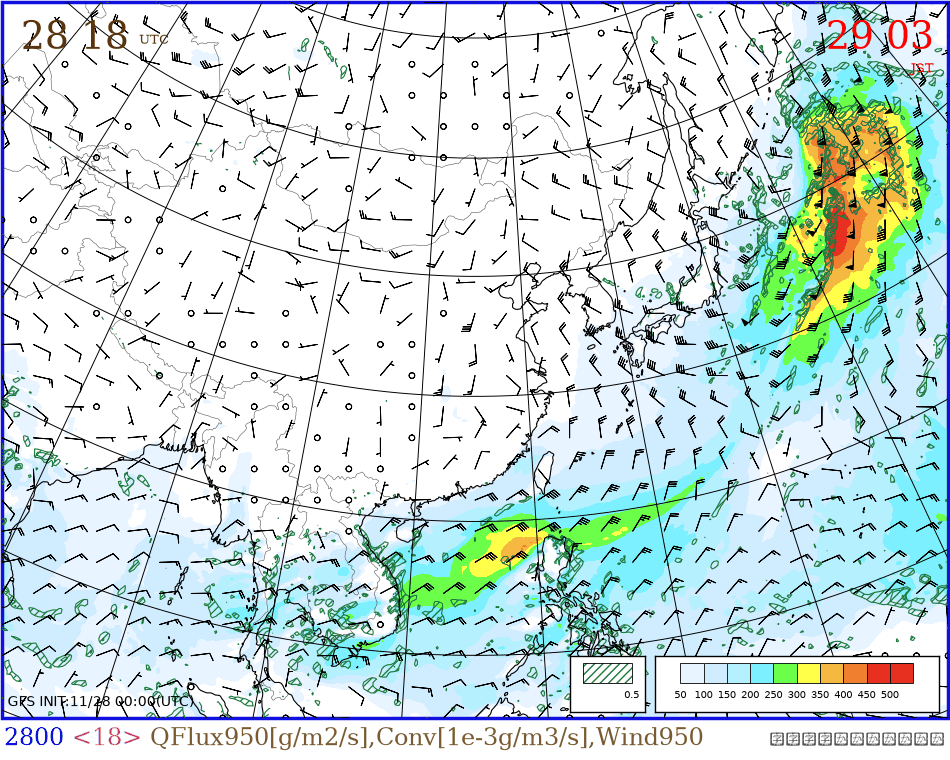 28 18 UTC
29 03
JST
0.5
50 100 150 200 250 300 350 400 450 500
GPS INIT:11/28 00:00(UTC)
2800 <18> QFlux950[g/m2/s],Conv[1e-3g/m3/s],Wind950